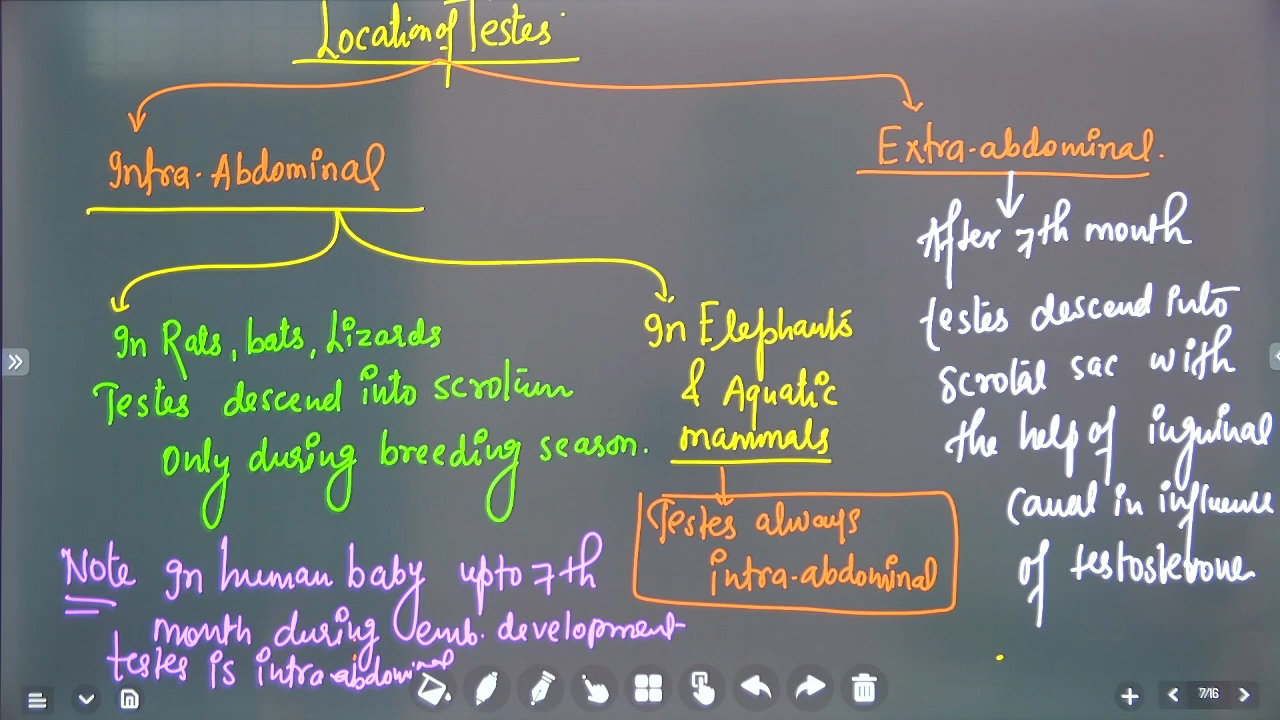 Location of Testes
Intra-Abdominal
Extra-abdominal.
In Rats, bats, Lizards
Testes descend into scrotum
only during breeding season.
In Elephants
& Aquatic
mammals
Testes always
intra-abdominal
After 7th month
testes descend into
scrotal sac with
the help of inguinal
canal in influence
of testosterone
Note In human baby upto 7th
month during emb. development
testes is intra-abdominal
7/16